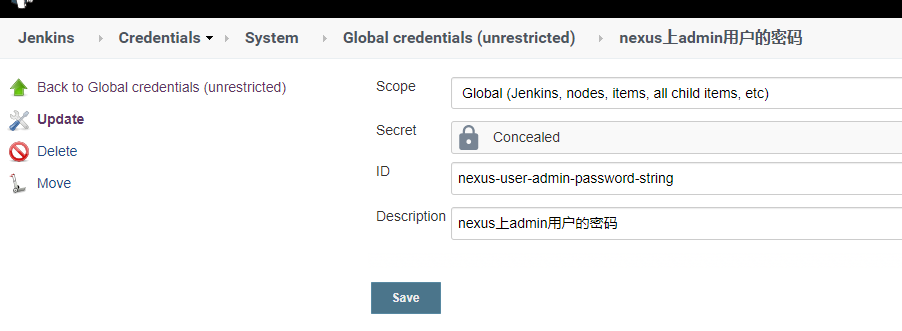 Jenkins Credentials System Global credentials (unrestricted) nexus上admin用户的密码
Back to Global credentials (unrestricted)
Update
Delete
Move
Scope Global (Jenkins, nodes, items, all child items, etc)
Secret Concealed
ID nexus-user-admin-password-string
Description nexus上admin用户的密码
Save